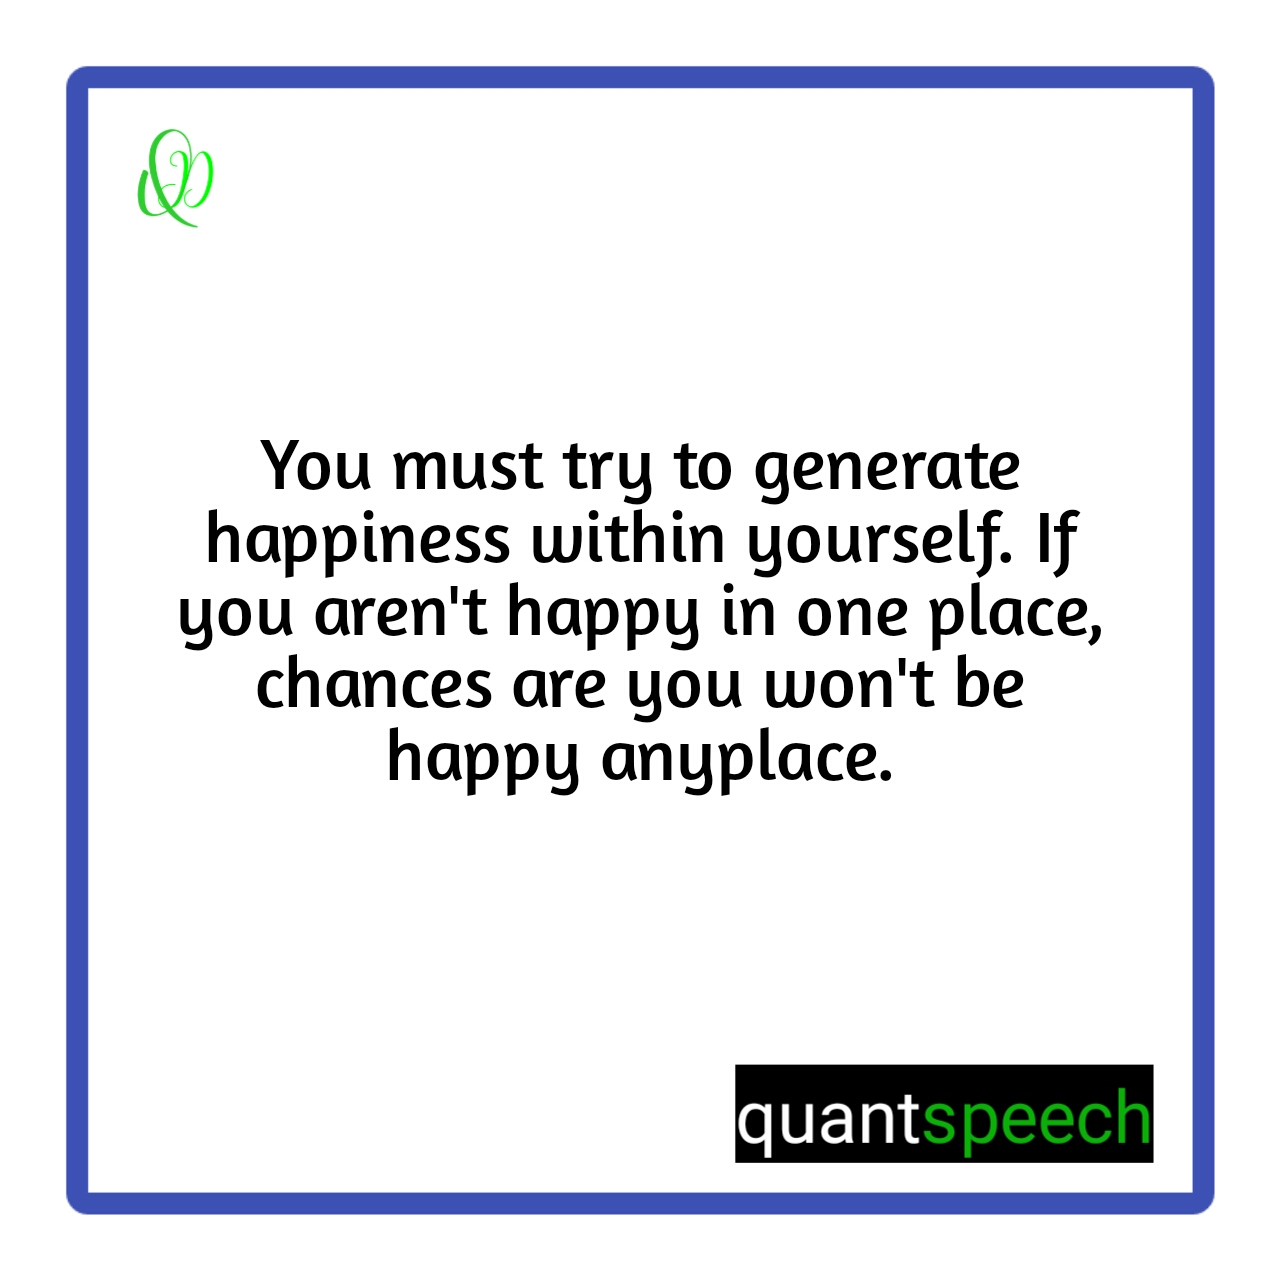 You must try to generate
happiness within yourself. If
you aren't happy in one place,
chances are you won't be
happy anyplace.
quantspeech